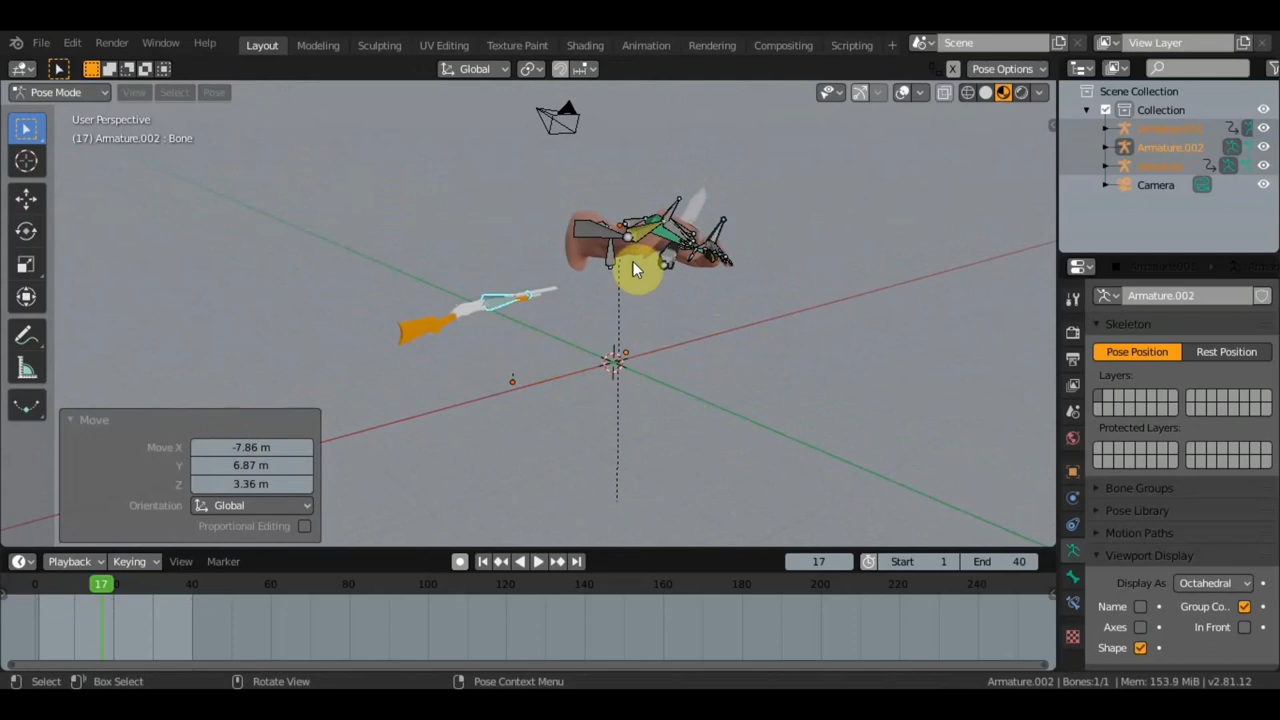 File Edit Render Window Help Layout Modeling Sculpting UV Editing Texture Paint Shading Animation Rendering Compositing Scripting + Scene View Layer
Global X Pose Options
Pose Mode View Select Pose
User Perspective
(17) Armature.002 : Bone
Scene Collection
Collection
Armature.002
Camera
Armature.002
Skeleton
Pose Position Rest Position
Layers:
Protected Layers:
Bone Groups
Pose Library
Motion Paths
Viewport Display
Display As Octahedral
Name Group Co..
Axes In Front
Shape
Move
Move X -7.86 m
Y 6.87 m
Z 3.36 m
Orientation Global
Proportional Editing
Playback Keying View Marker 17 Start 1 End 40
0 17 40 60 80 100 120 140 160 180 200 220 240
Select Box Select Rotate View Pose Context Menu Armature.002 | Bones:1/1 | Mem: 153.9 MiB | v2.81.12